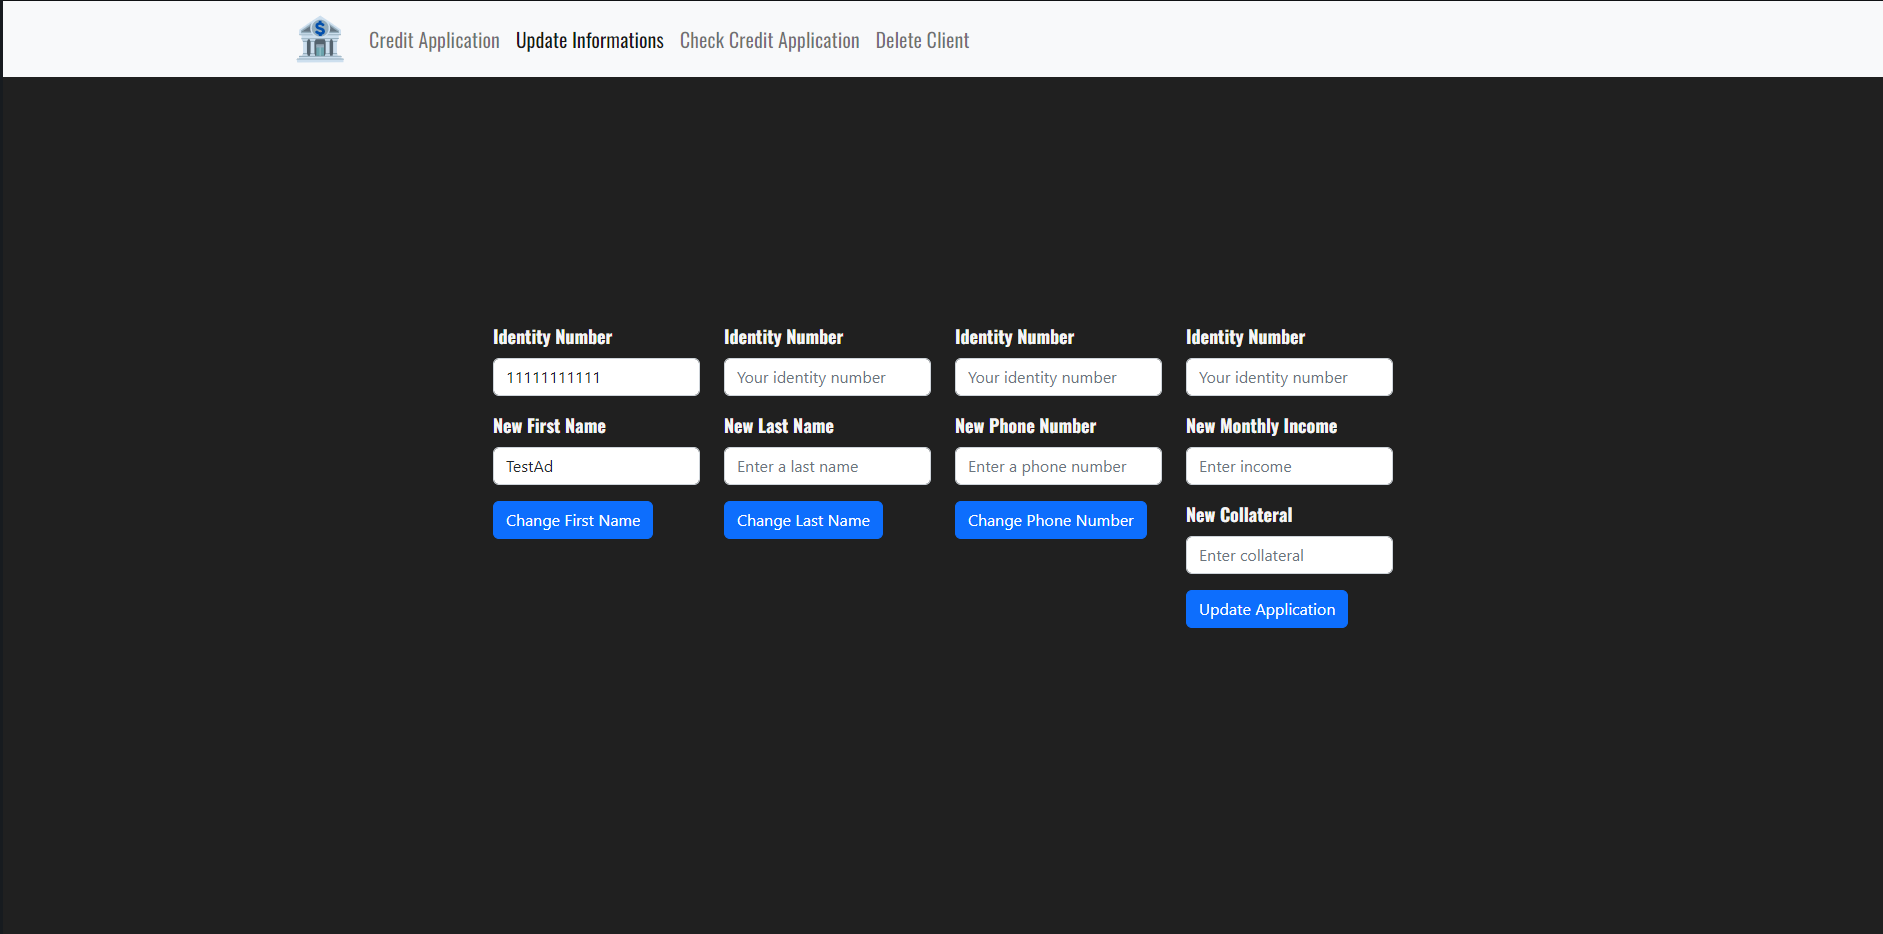 $
Credit Application Update Informations Check Credit Application Delete Client
Identity Number Identity Number Identity Number Identity Number
11111111111 Your identity number Your identity number Your identity number
New First Name New Last Name New Phone Number New Monthly Income
TestAd Enter a last name Enter a phone number Enter income
Change First Name Change Last Name Change Phone Number New Collateral
Enter collateral
Update Application